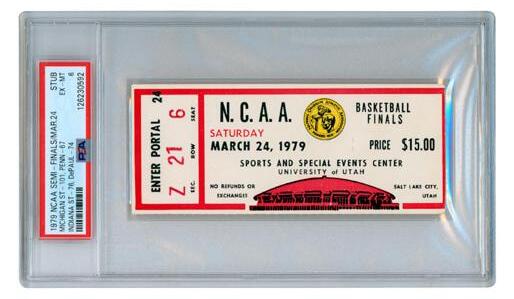 1979 NCAA SEMI-FINALS/MAR.24 STUB
MICHIGAN ST.-101, PENN-67 EX-MT
INDIANA ST.-76, DePAUL-74 6
PSA 126230592
ENTER PORTAL 24
Z 21 6
SEC. ROW SEAT
N.C.A.A.
SATURDAY
MARCH 24, 1979
BASKETBALL
FINALS
PRICE $15.00
SPORTS AND SPECIAL EVENTS CENTER
UNIVERSITY of UTAH
NO REFUNDS OR
EXCHANGES
SALT LAKE CITY,
UTAH